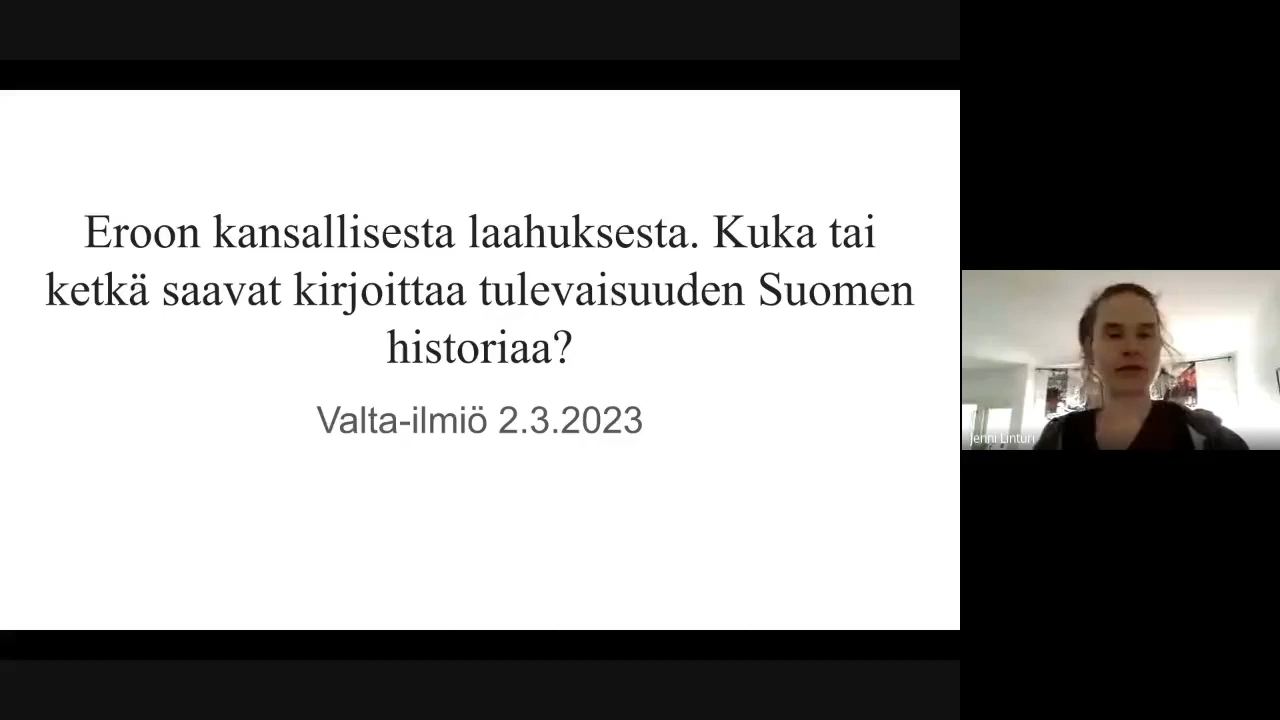 Eroon kansallisesta laahuksesta. Kuka tai
ketkä saavat kirjoittaa tulevaisuuden Suomen
historiaa?
Valta-ilmiö 2.3.2023
Jenni Linturi